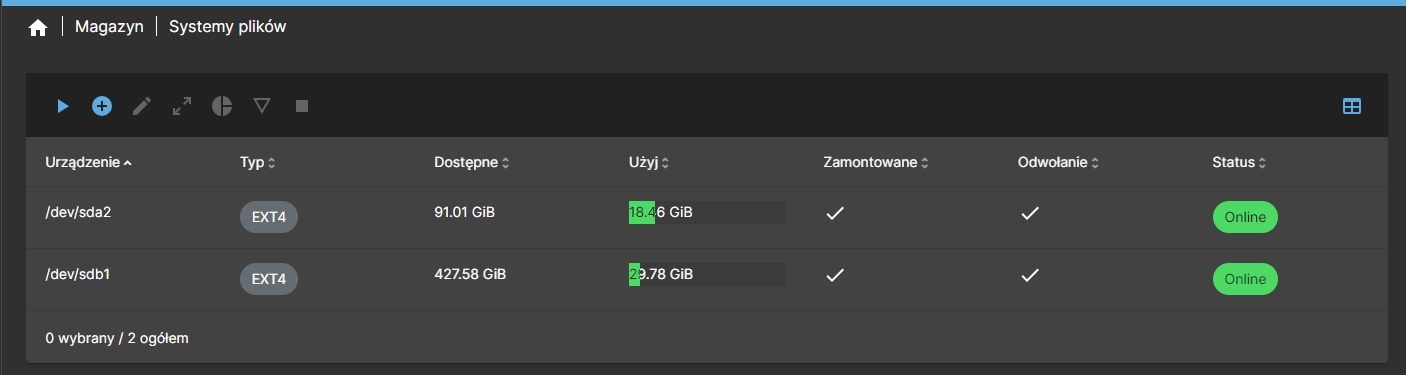 Magazyn | Systemy plików
Urządzenie Typ Dostępne Użyj Zamontowane Odwołanie Status
/dev/sda2 EXT4 91.01 GiB 18.46 GiB Online
/dev/sdb1 EXT4 427.58 GiB 29.78 GiB Online
0 wybrany / 2 ogółem